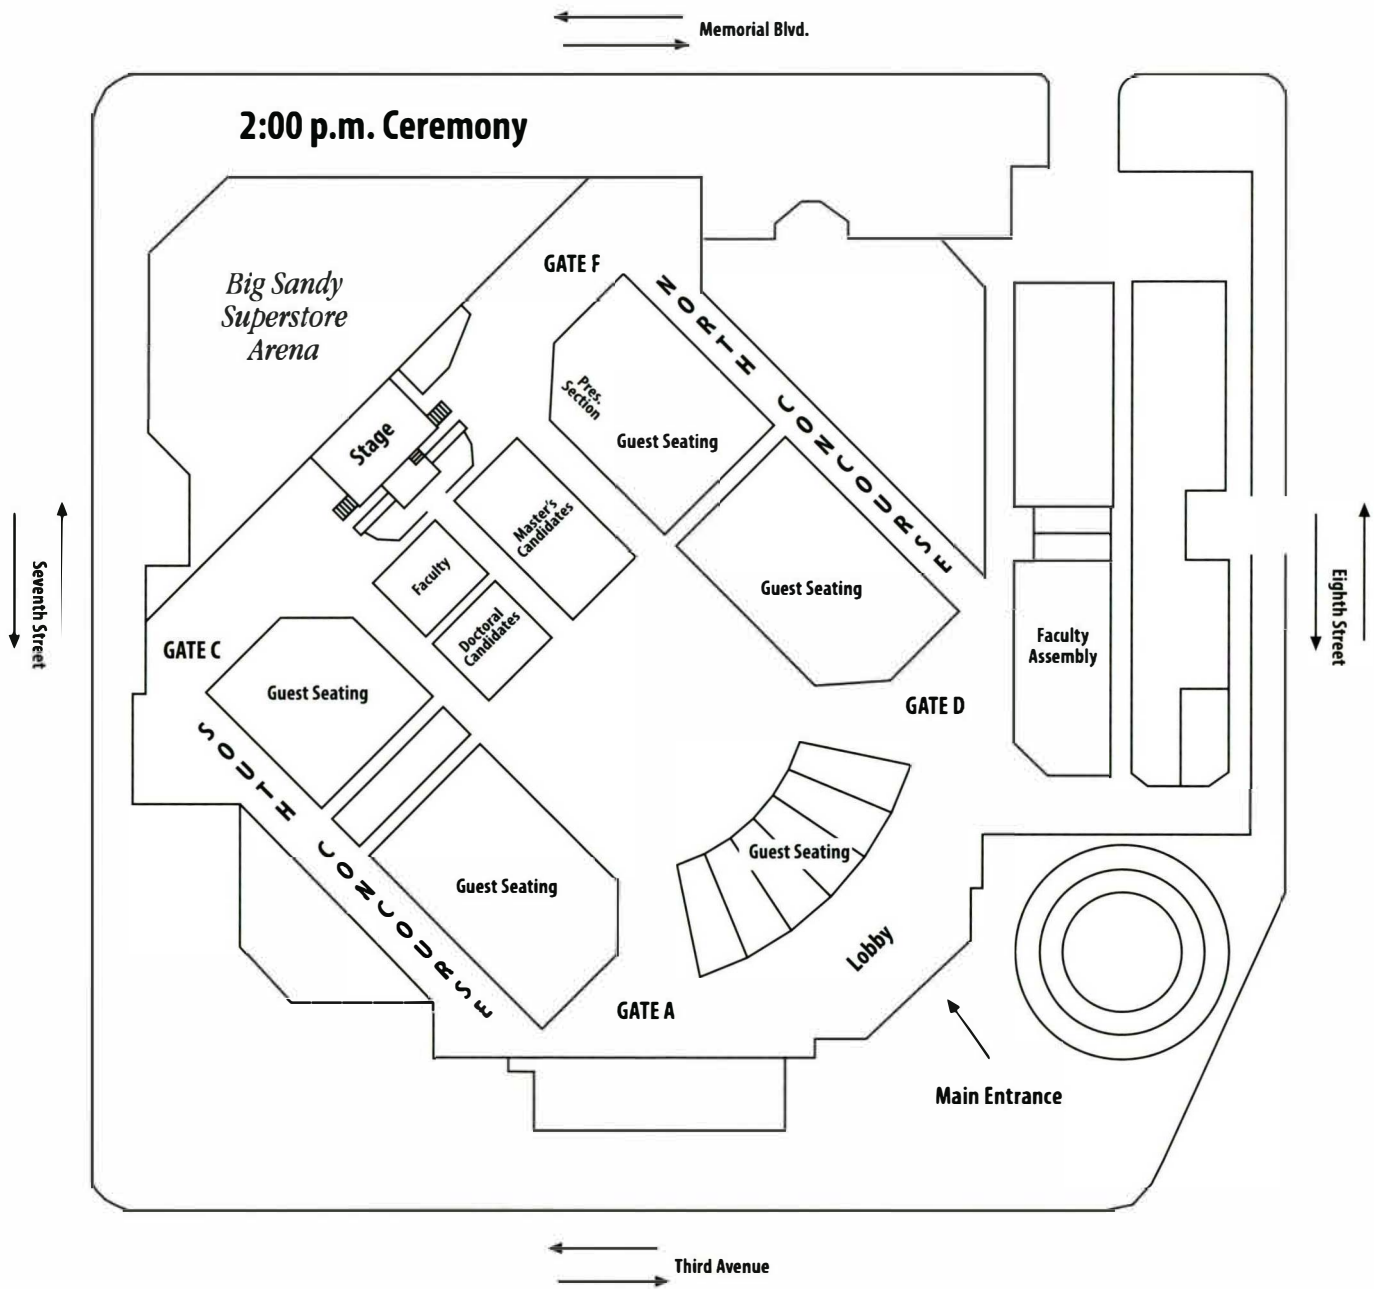 Memorial Blvd.
2:00 p.m. Ceremony
Big Sandy
Superstore
Arena
GATE F
NORTH CONCOURSE
Pres.
Section
Guest Seating
Stage
Master's
Candidates
Faculty
Doctoral
Candidates
Guest Seating
Seventh Street
Eighth Street
Faculty
Assembly
GATE C
Guest Seating
GATE D
SOUTH CONCOURSE
Guest Seating
Guest Seating
Lobby
GATE A
Main Entrance
Third Avenue